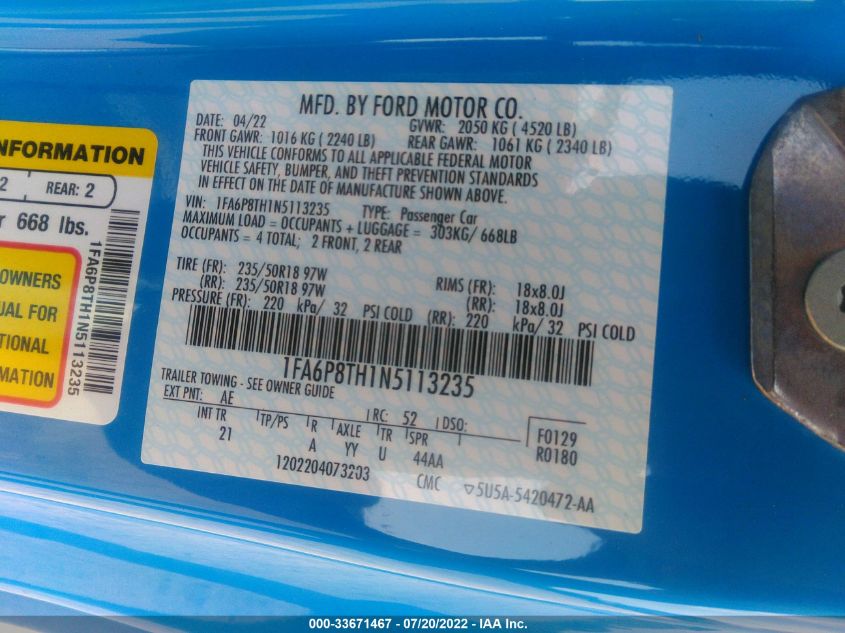 MFD. BY FORD MOTOR CO.
DATE: 04/22 GVWR: 2050 KG ( 4520 LB)
FRONT GAWR: 1016 KG ( 2240 LB) REAR GAWR: 1061 KG ( 2340 LB)
THIS VEHICLE CONFORMS TO ALL APPLICABLE FEDERAL MOTOR
VEHICLE SAFETY, BUMPER, AND THEFT PREVENTION STANDARDS
IN EFFECT ON THE DATE OF MANUFACTURE SHOWN ABOVE.
VIN: 1FA6P8TH1N5113235 TYPE: Passenger Car
MAXIMUM LOAD = OCCUPANTS + LUGGAGE = 303KG/ 668LB
OCCUPANTS = 4 TOTAL; 2 FRONT, 2 REAR
TIRE (FR): 235/50R18 97W RIMS (FR): 18x8.0J
(RR): 235/50R18 97W (RR): 18x8.0J
PRESSURE (FR): 220 kPa/ 32 PSI COLD (RR): 220 kPa/ 32 PSI COLD
1FA6P8TH1N5113235
TRAILER TOWING - SEE OWNER GUIDE
EXT PNT: AE RC: 52 DSO: F0129
INT TR TP/PS R AXLE TR SPR R0180
21 A YY U 44AA
1202204073203 CMC ▽5U5A-5420472-AA
INFORMATION
2 REAR: 2
r 668 lbs.
OWNERS
UAL FOR
TIONAL
MATION
1FA6P8TH1N5113235
000-33671467 - 07/20/2022 - IAA Inc.